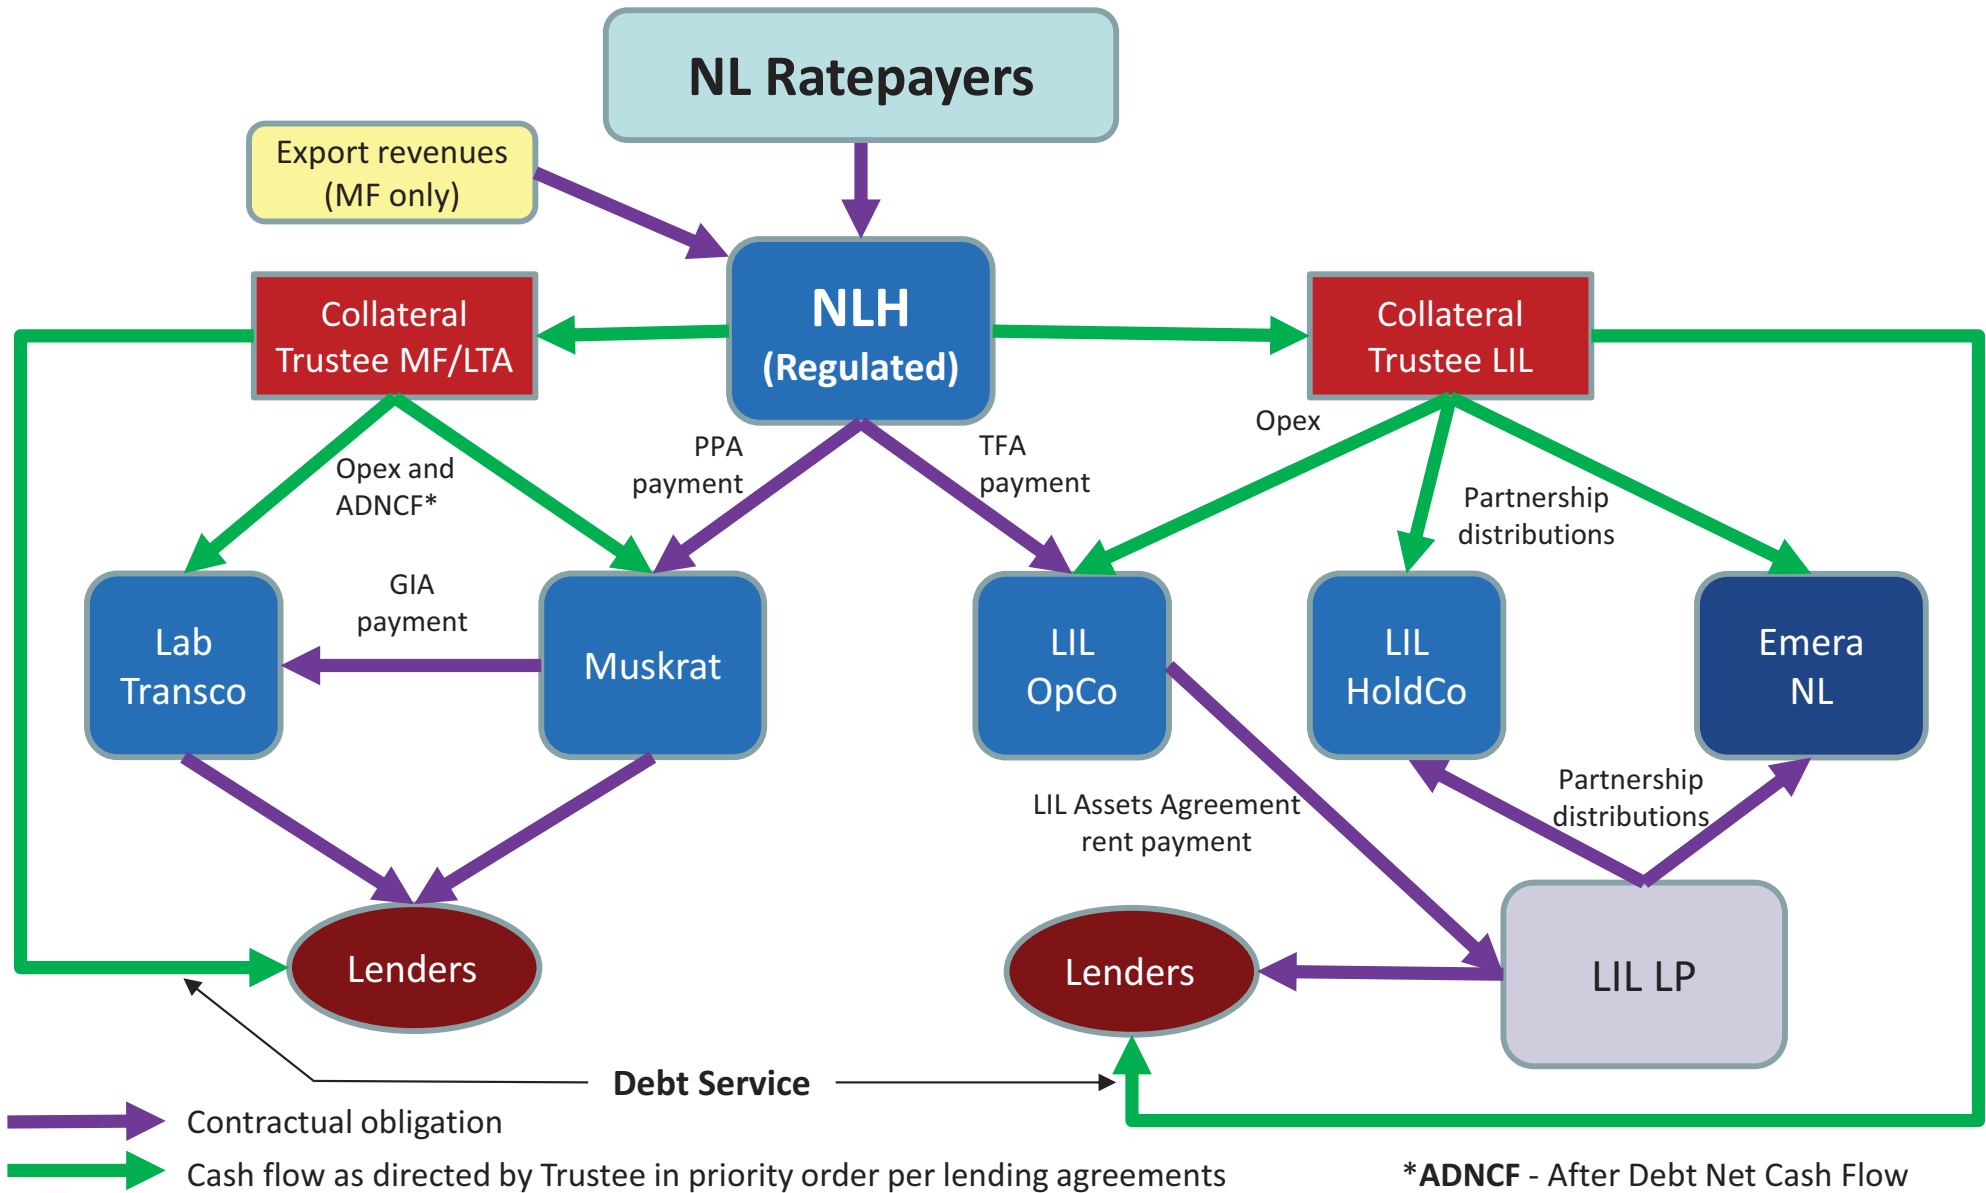 NL Ratepayers
Export revenues
(MF only)
NLH
(Regulated)
Collateral
Trustee MF/LTA
Collateral
Trustee LIL
Opex and
ADNCF*
PPA
payment
TFA
payment
Opex
Partnership
distributions
GIA
payment
Lab
Transco
Muskrat
LIL
OpCo
LIL
HoldCo
Emera
NL
LIL Assets Agreement
rent payment
Partnership
distributions
Lenders
Lenders
LIL LP
Debt Service
Contractual obligation
Cash flow as directed by Trustee in priority order per lending agreements
*ADNCF - After Debt Net Cash Flow